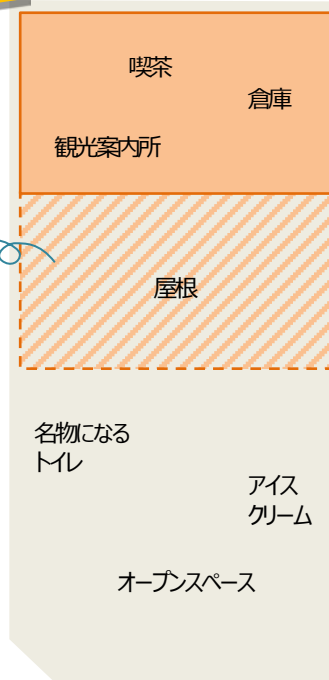 喫茶
倉庫
観光案内所
屋根
名物になる
トイレ
アイス
クリーム
オープンスペース